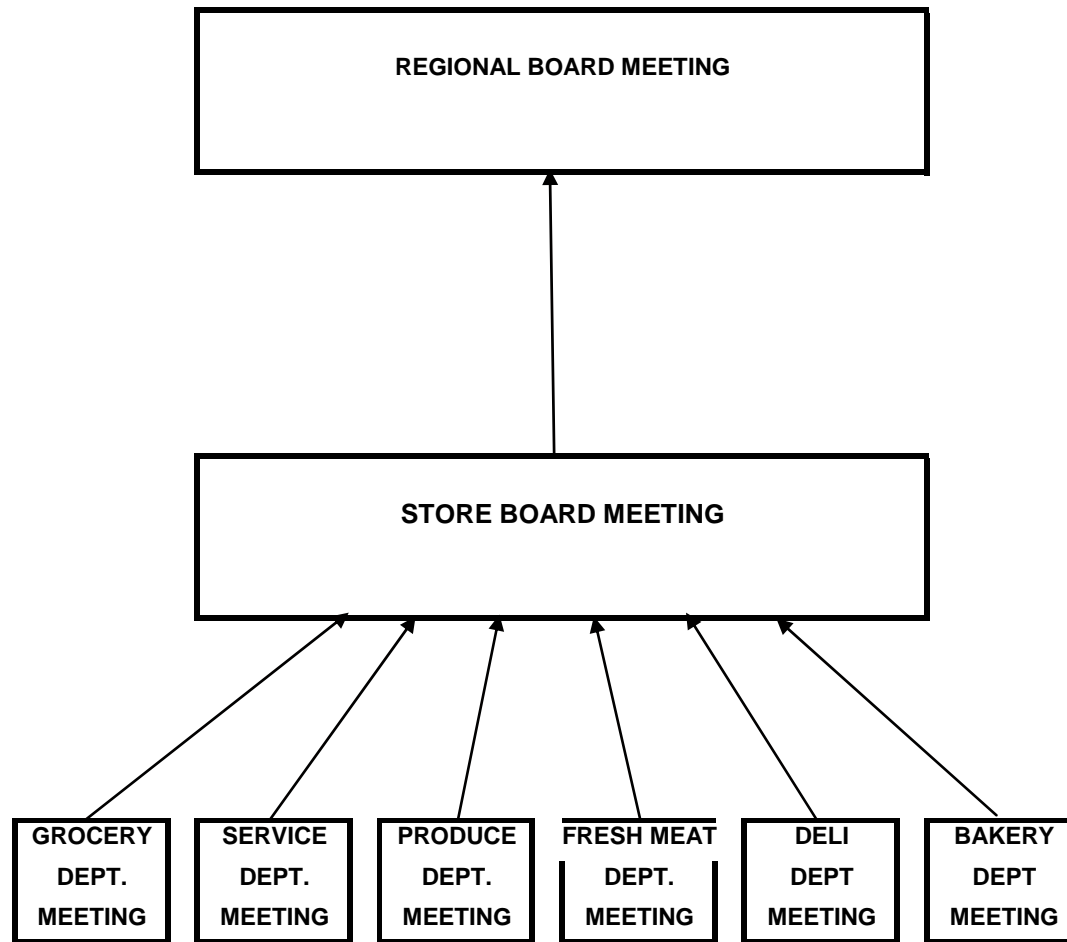 REGIONAL BOARD MEETING
STORE BOARD MEETING
GROCERY
DEPT.
MEETING
SERVICE
DEPT.
MEETING
PRODUCE
DEPT.
MEETING
FRESH MEAT
DEPT.
MEETING
DELI
DEPT
MEETING
BAKERY
DEPT
MEETING